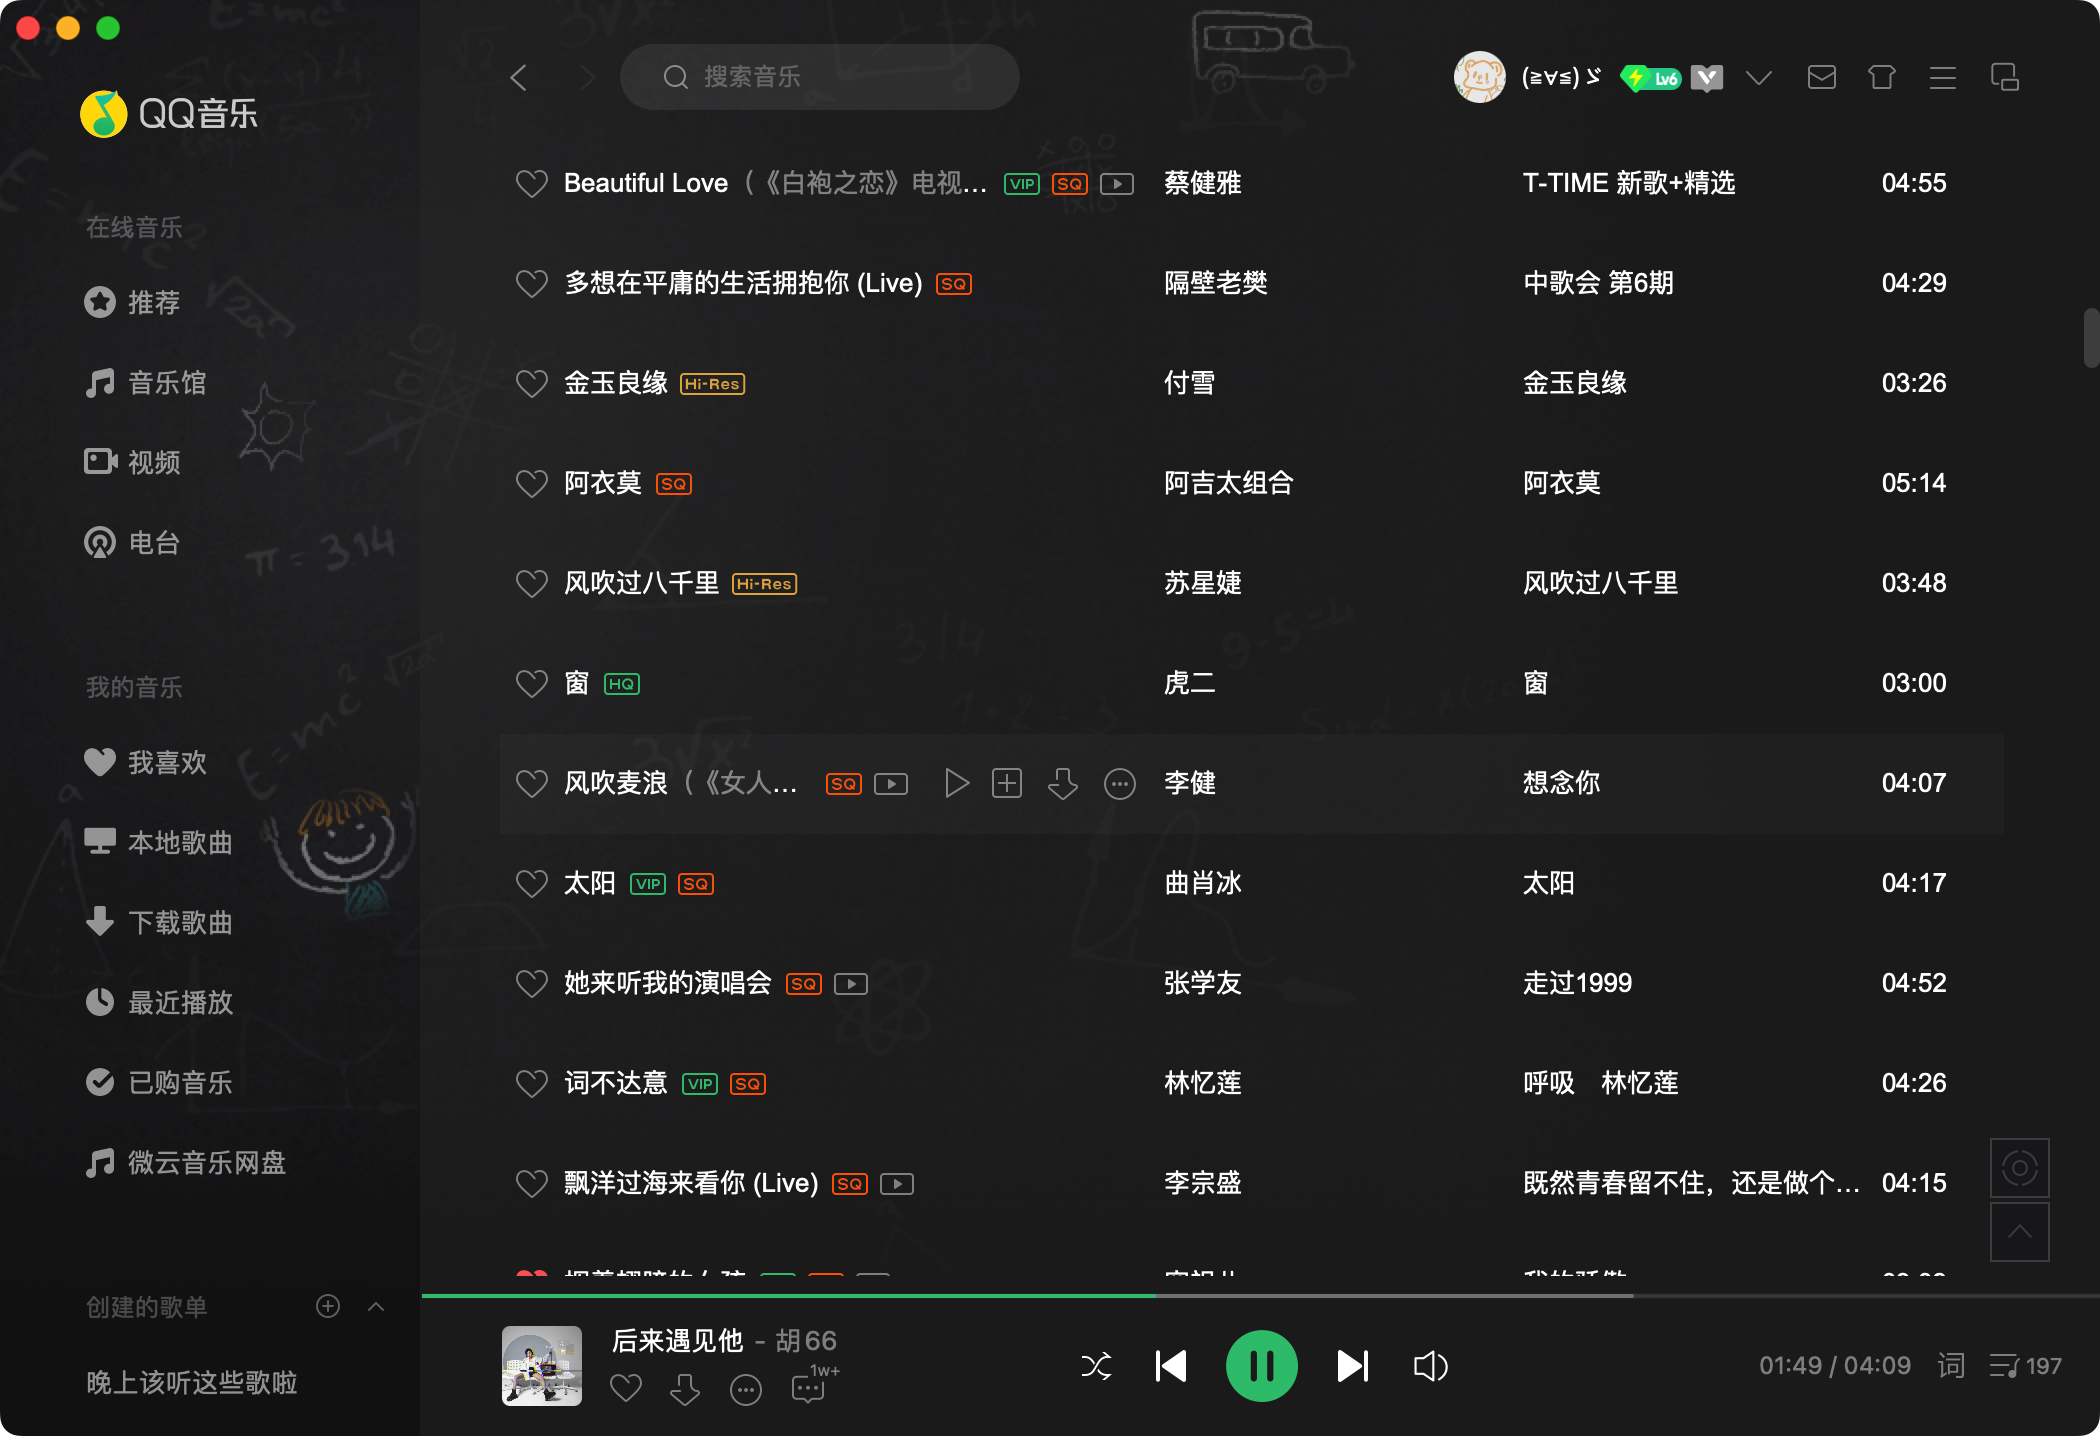 QQ音乐
搜索音乐
(≥∀≤)ゞ Lv6
在线音乐
推荐
音乐馆
视频
电台
我的音乐
我喜欢
本地歌曲
下载歌曲
最近播放
已购音乐
微云音乐网盘
创建的歌单
晚上该听这些歌啦
Beautiful Love（《白袍之恋》电视... VIP SQ 蔡健雅 T-TIME 新歌+精选 04:55
多想在平庸的生活拥抱你 (Live) SQ 隔壁老樊 中歌会 第6期 04:29
金玉良缘 Hi-Res 付雪 金玉良缘 03:26
阿衣莫 SQ 阿吉太组合 阿衣莫 05:14
风吹过八千里 Hi-Res 苏星婕 风吹过八千里 03:48
窗 HQ 虎二 窗 03:00
风吹麦浪（《女人... SQ 李健 想念你 04:07
太阳 VIP SQ 曲肖冰 太阳 04:17
她来听我的演唱会 SQ 张学友 走过1999 04:52
词不达意 VIP SQ 林忆莲 呼吸 林忆莲 04:26
飘洋过海来看你 (Live) SQ 李宗盛 既然青春留不住，还是做个... 04:15
后来遇见他 - 胡66
1w+
01:49 / 04:09 词 197
E=mc²
π = 3.14
3√x²
1+2=3
9-5=4
314